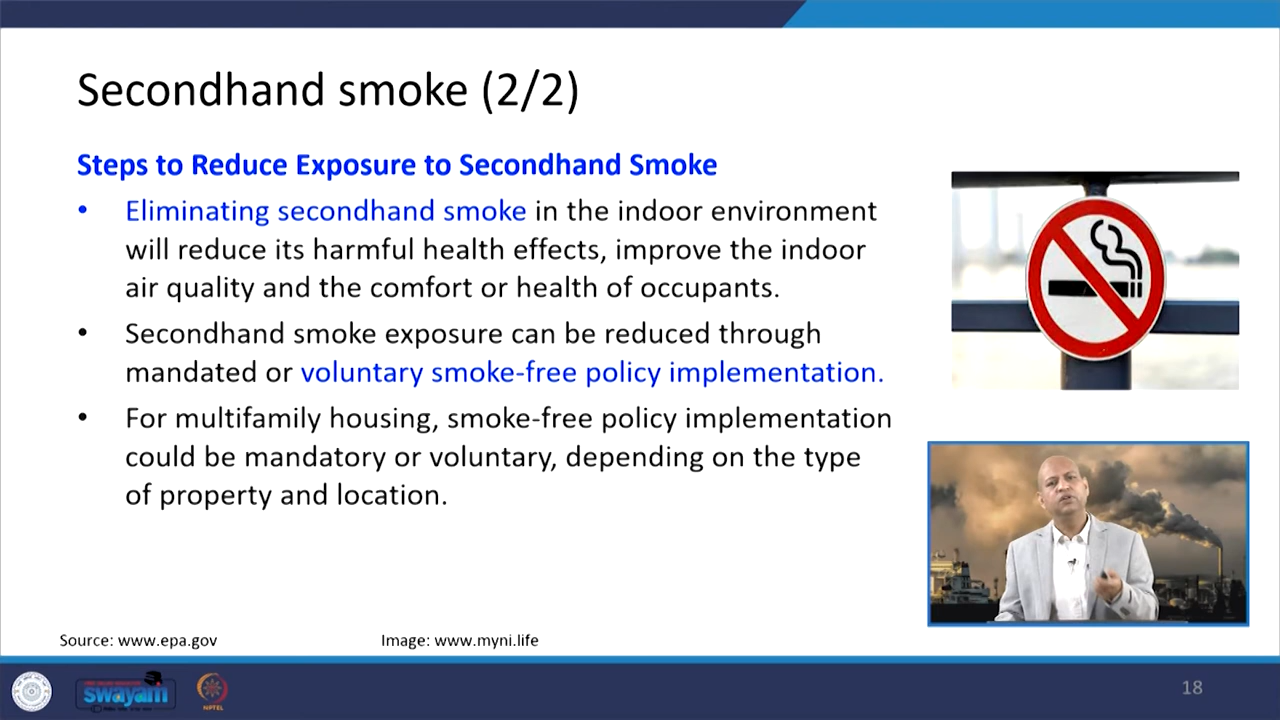 Secondhand smoke (2/2)
Steps to Reduce Exposure to Secondhand Smoke
• Eliminating secondhand smoke in the indoor environment
will reduce its harmful health effects, improve the indoor
air quality and the comfort or health of occupants.
• Secondhand smoke exposure can be reduced through
mandated or voluntary smoke-free policy implementation.
• For multifamily housing, smoke-free policy implementation
could be mandatory or voluntary, depending on the type
of property and location.
Source: www.epa.gov
Image: www.myni.life
swayam
NPTEL
18